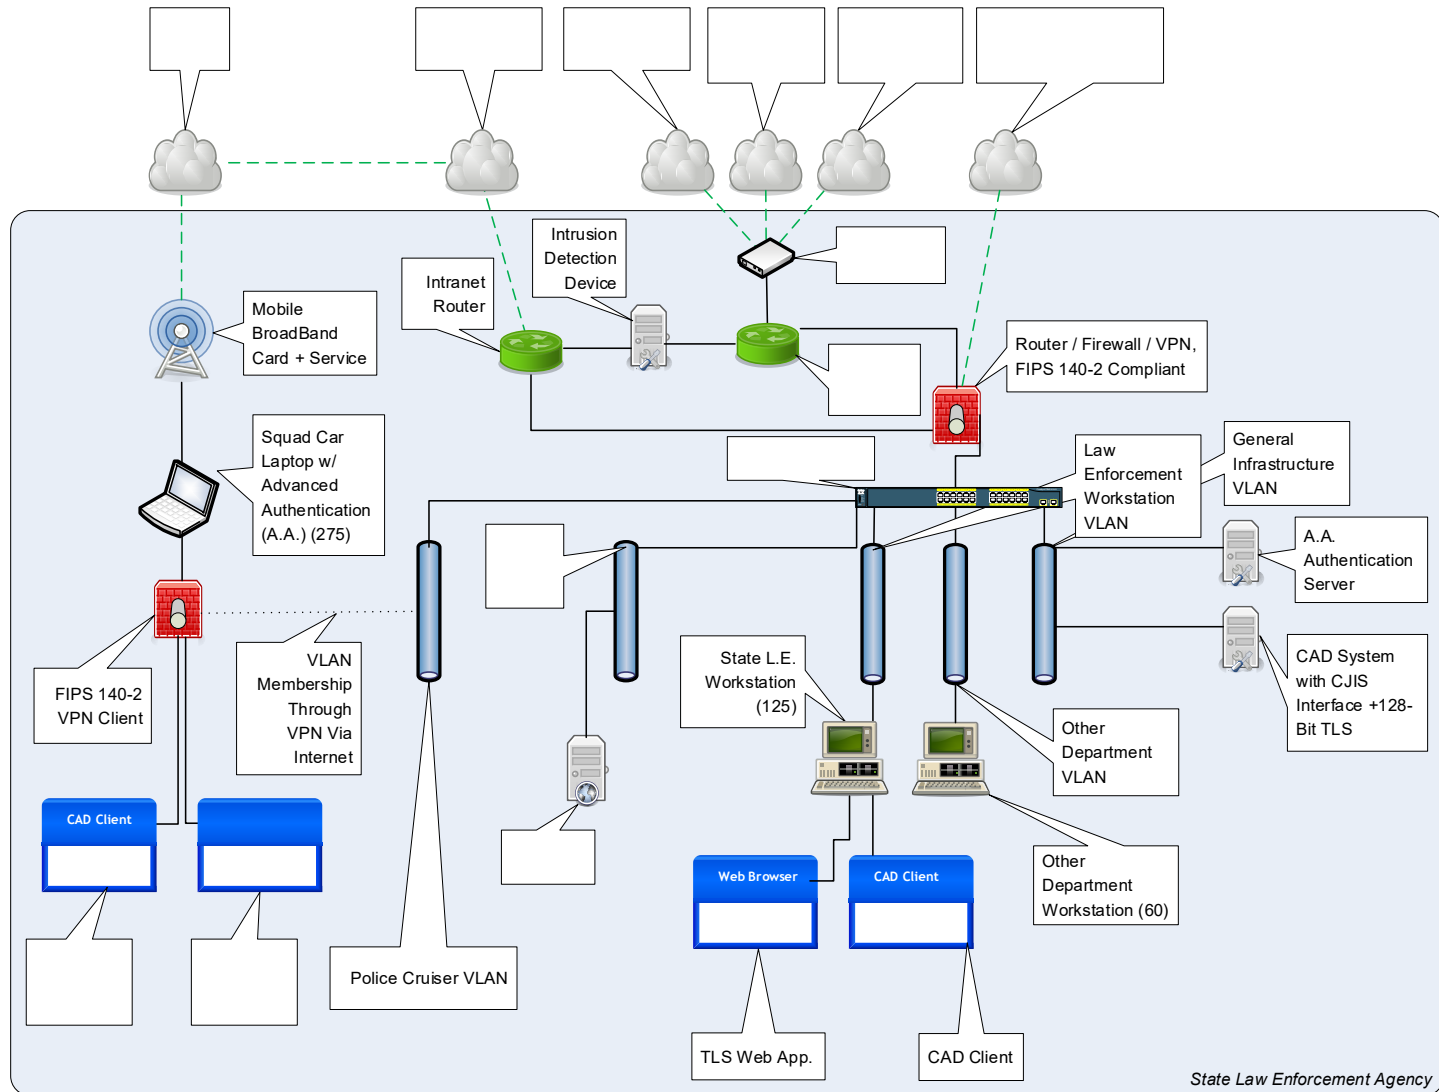 Intrusion
Detection
Device
Intranet
Router
Mobile
BroadBand
Card + Service
Router / Firewall / VPN,
FIPS 140-2 Compliant
Squad Car
Laptop w/
Advanced
Authentication
(A.A.) (275)
Law
Enforcement
Workstation
VLAN
General
Infrastructure
VLAN
A.A.
Authentication
Server
FIPS 140-2
VPN Client
VLAN
Membership
Through
VPN Via
Internet
State L.E.
Workstation
(125)
CAD System
with CJIS
Interface +128-
Bit TLS
Other
Department
VLAN
CAD Client
Web Browser
CAD Client
Other
Department
Workstation (60)
Police Cruiser VLAN
TLS Web App.
CAD Client
State Law Enforcement Agency